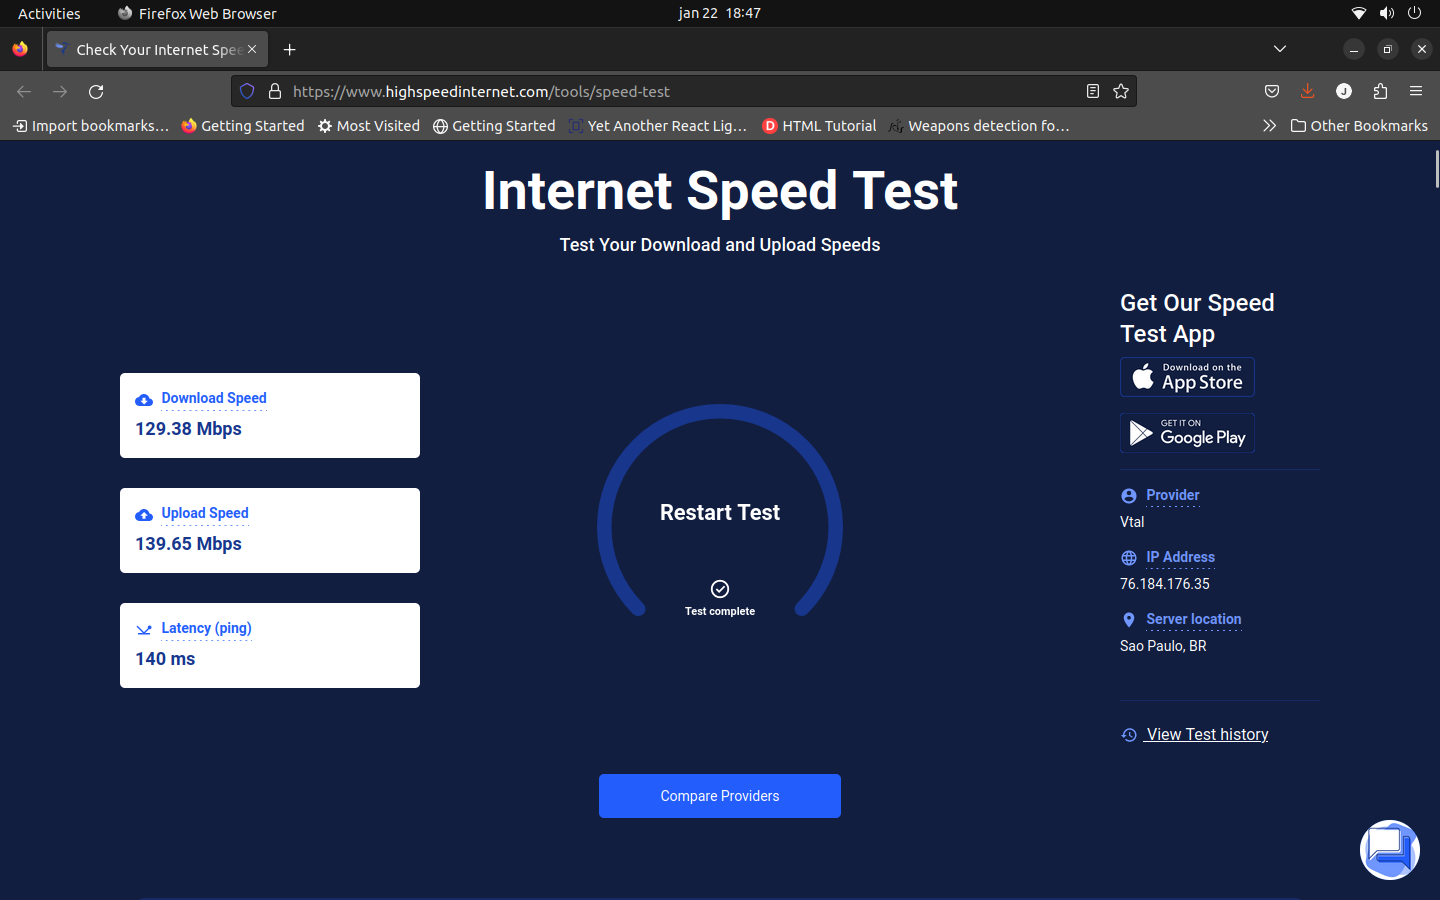 Activities
Firefox Web Browser
jan 22 18:47
Check Your Internet Spee
https://www.highspeedinternet.com/tools/speed-test
J
Import bookmarks…
Getting Started
Most Visited
Getting Started
Yet Another React Lig…
D HTML Tutorial
Weapons detection fo…
Other Bookmarks
Internet Speed Test
Test Your Download and Upload Speeds
Download Speed
129.38 Mbps
Upload Speed
139.65 Mbps
Latency (ping)
140 ms
Restart Test
Test complete
Compare Providers
Get Our Speed
Test App
Download on the
App Store
GET IT ON
Google Play
Provider
Vtal
IP Address
76.184.176.35
Server location
Sao Paulo, BR
View Test history